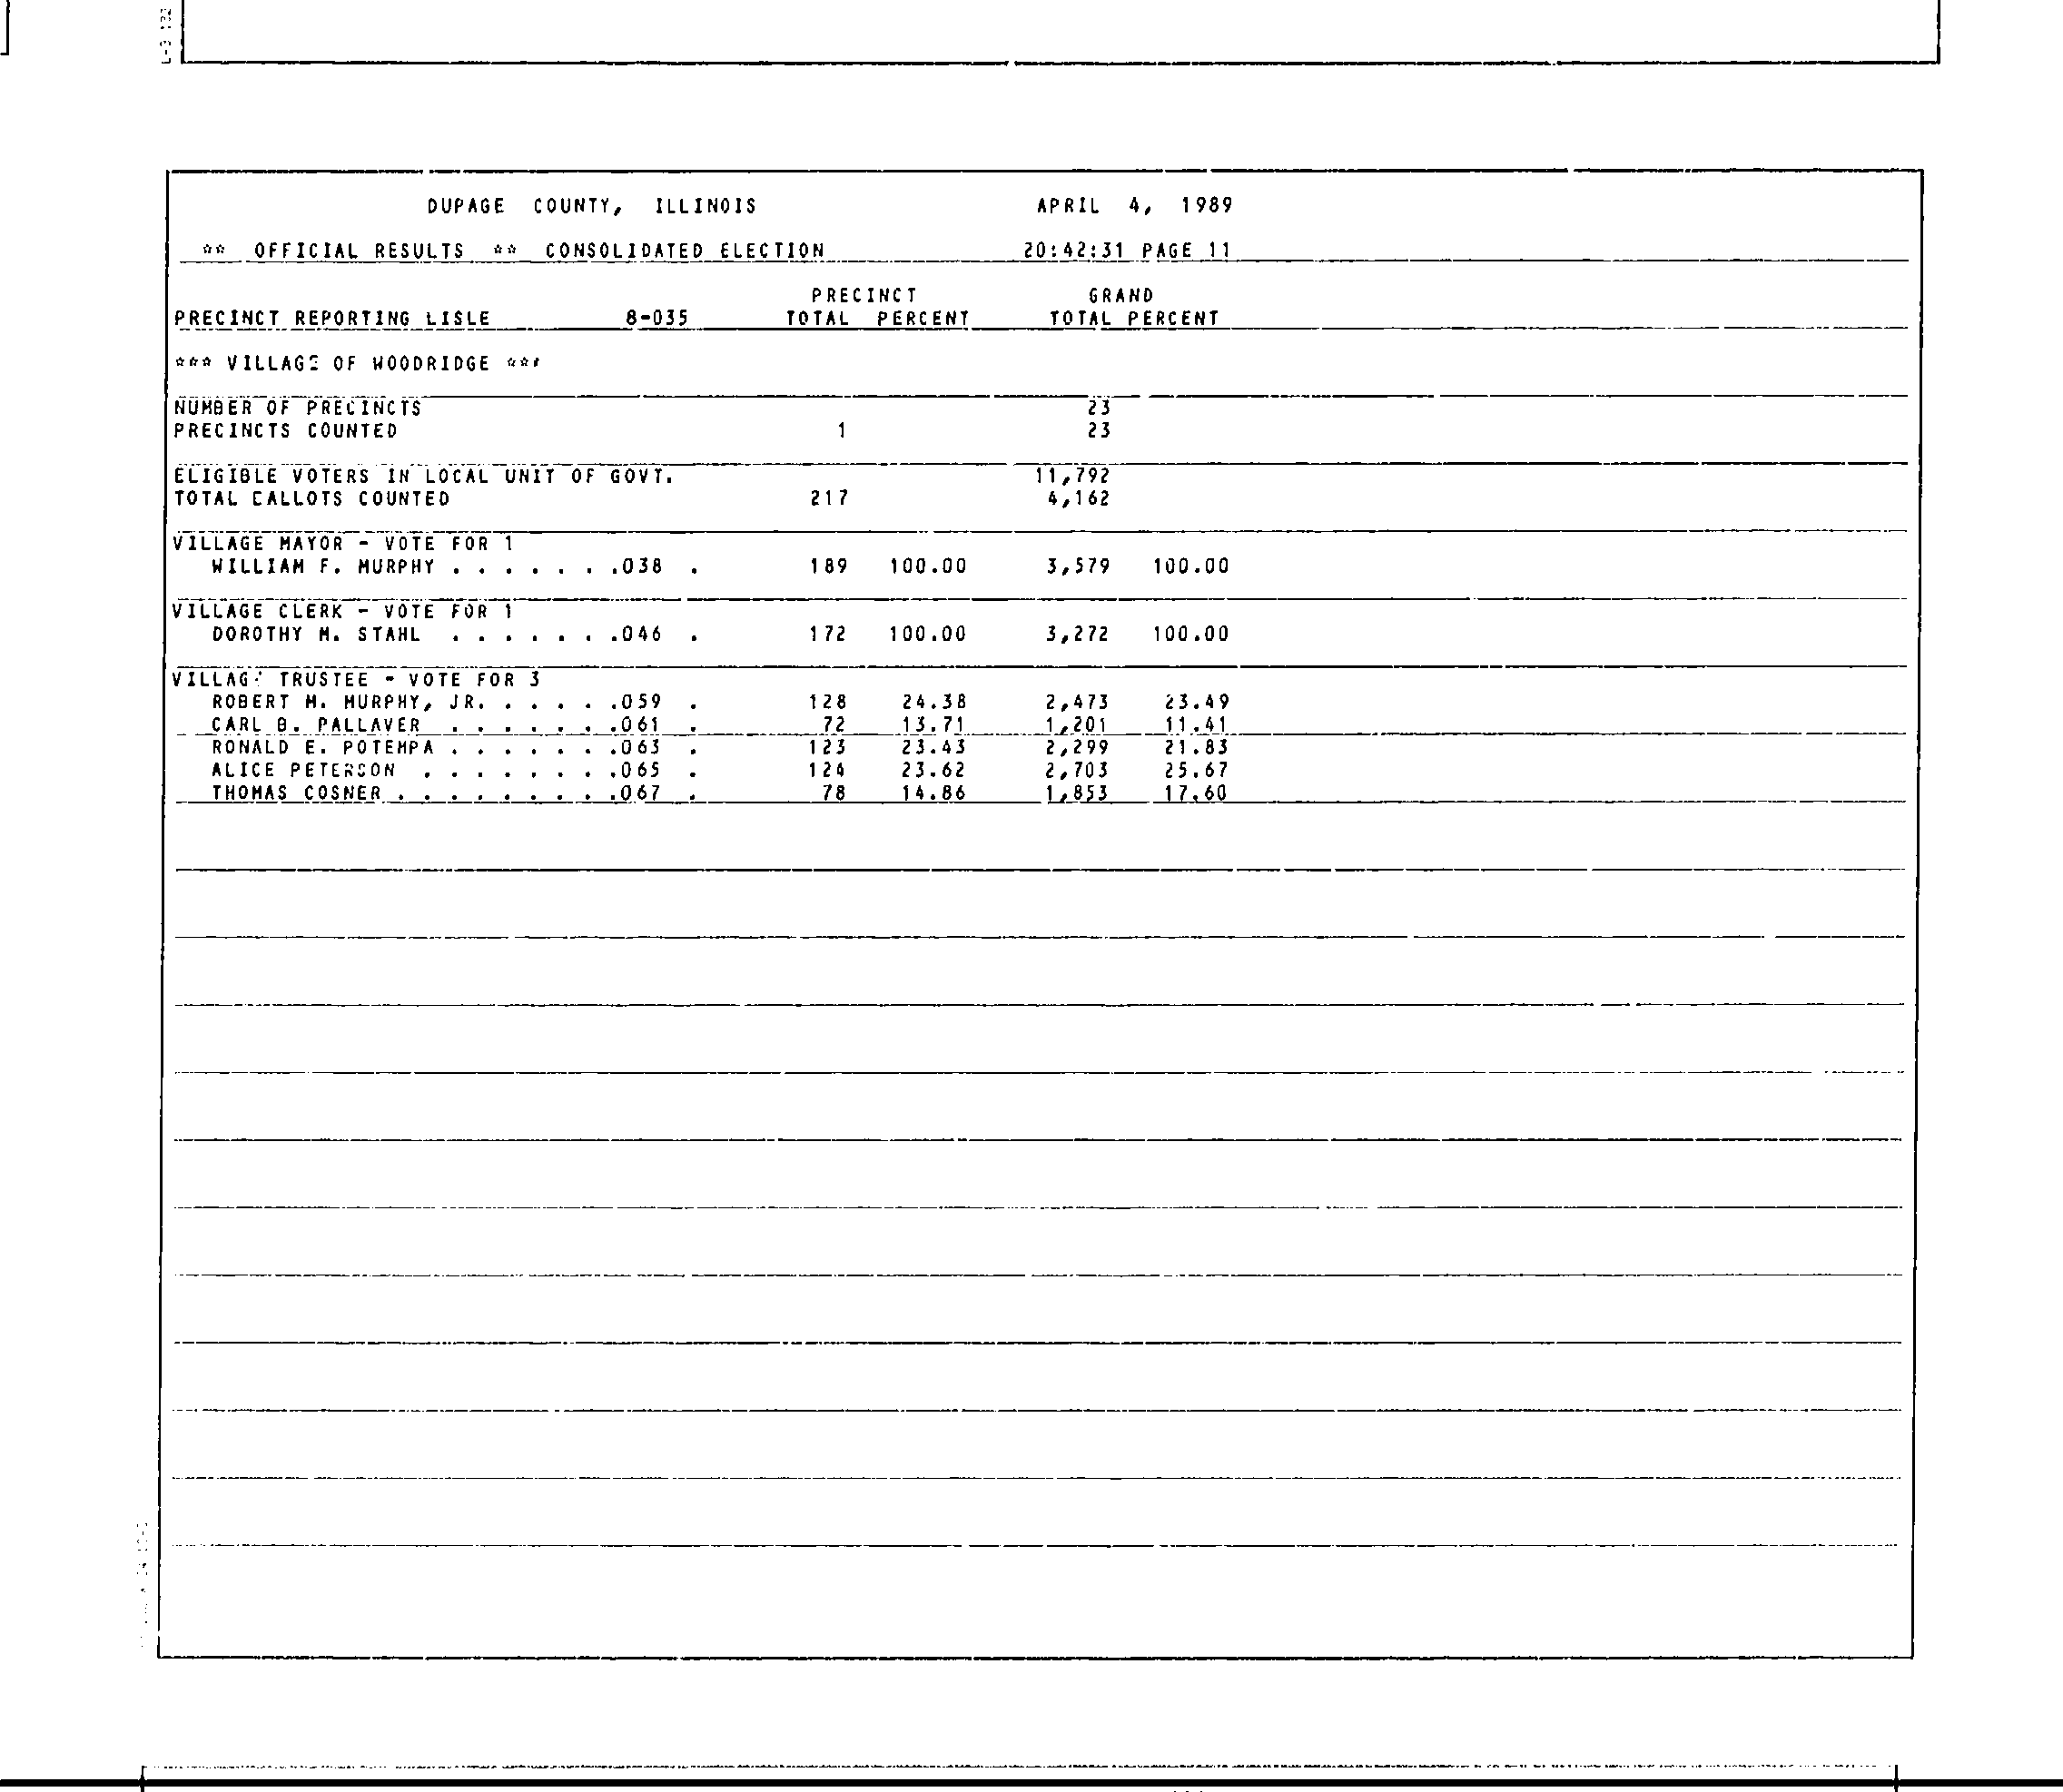 DUPAGE COUNTY, ILLINOIS APRIL 4, 1989
** OFFICIAL RESULTS ** CONSOLIDATED ELECTION 20:42:31 PAGE 11
PRECINCT GRAND
PRECINCT REPORTING LISLE 8-035 TOTAL PERCENT TOTAL PERCENT
*** VILLAGE OF WOODRIDGE ***
NUMBER OF PRECINCTS 23
PRECINCTS COUNTED 1 23
ELIGIBLE VOTERS IN LOCAL UNIT OF GOVT. 11,792
TOTAL BALLOTS COUNTED 217 4,162
VILLAGE MAYOR - VOTE FOR 1
WILLIAM F. MURPHY . . . . . . .038 . 189 100.00 3,579 100.00
VILLAGE CLERK - VOTE FOR 1
DOROTHY M. STAHL . . . . . . .046 . 172 100.00 3,272 100.00
VILLAGE TRUSTEE - VOTE FOR 3
ROBERT M. MURPHY, JR. . . . . .059 . 128 24.38 2,473 23.49
CARL B. PALLAVER . . . . . . .061 . 72 13.71 1,201 11.41
RONALD E. POTEMPA . . . . . . .063 . 123 23.43 2,299 21.83
ALICE PETERSON . . . . . . . .065 . 124 23.62 2,703 25.67
THOMAS COSNER . . . . . . . . .067 . 78 14.86 1,853 17.60